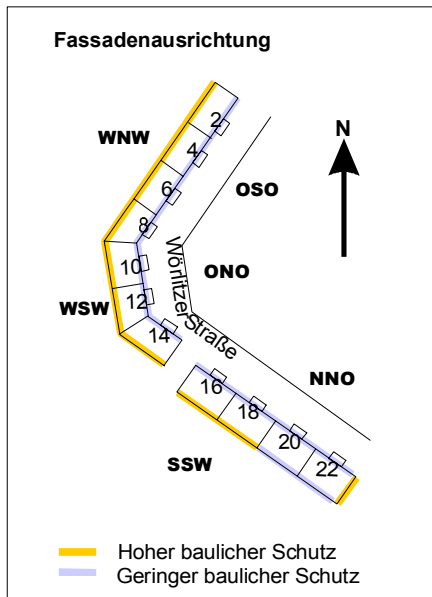 Fassadenausrichtung
N
WNW
2
4
6
OSO
8
10
ONO
WSW
12
14
Wörlitzer Straße
NNO
16
18
20
22
SSW
Hoher baulicher Schutz
Geringer baulicher Schutz